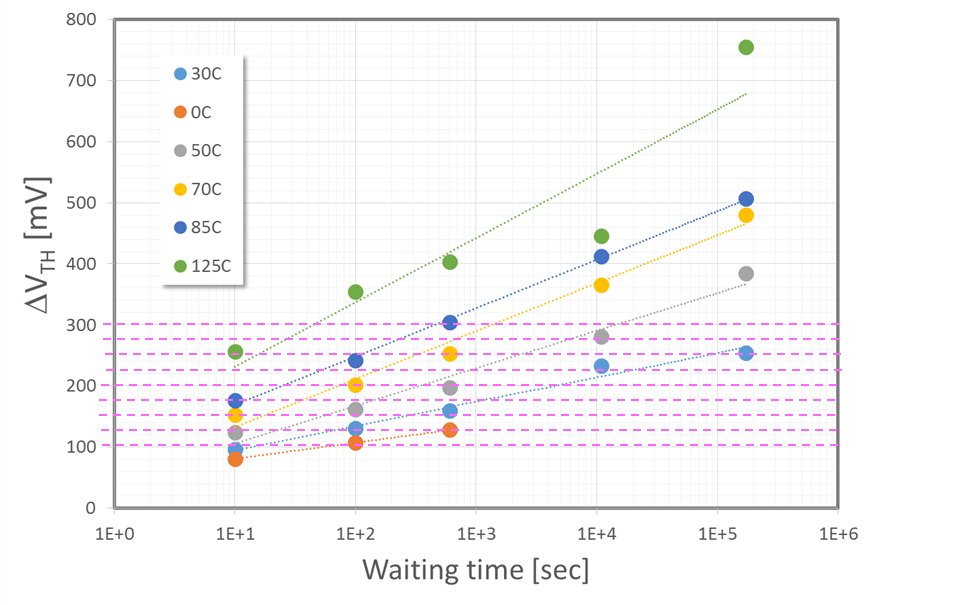 800
700
600
500
400
300
200
100
0
ΔVTH [mV]
30C
0C
50C
70C
85C
125C
1E+0 1E+1 1E+2 1E+3 1E+4 1E+5 1E+6
Waiting time [sec]